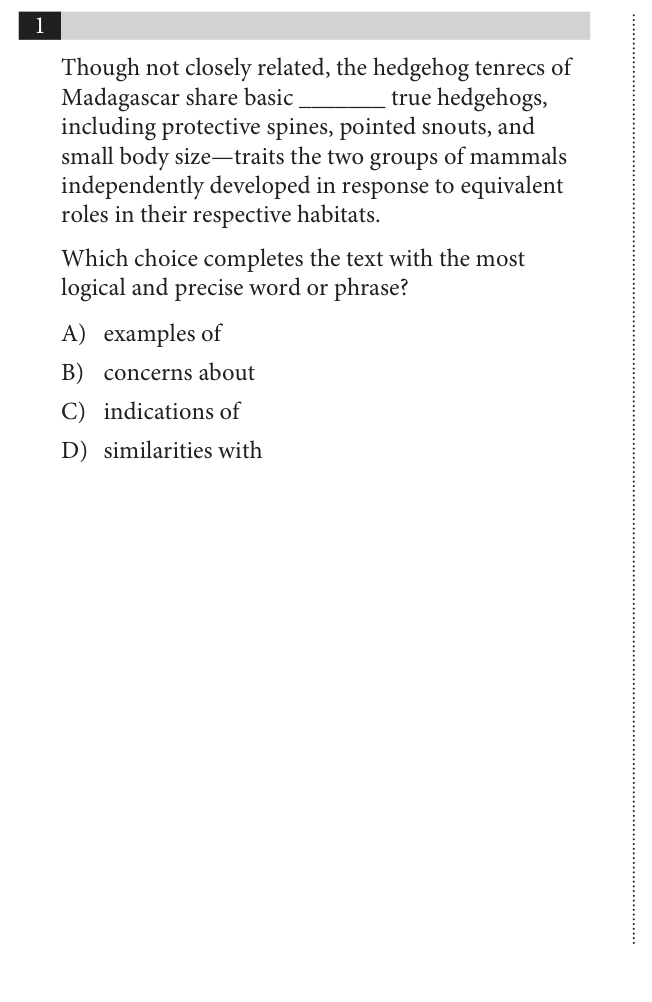 1
Though not closely related, the hedgehog tenrecs of
Madagascar share basic _______ true hedgehogs,
including protective spines, pointed snouts, and
small body size—traits the two groups of mammals
independently developed in response to equivalent
roles in their respective habitats.
Which choice completes the text with the most
logical and precise word or phrase?
A) examples of
B) concerns about
C) indications of
D) similarities with